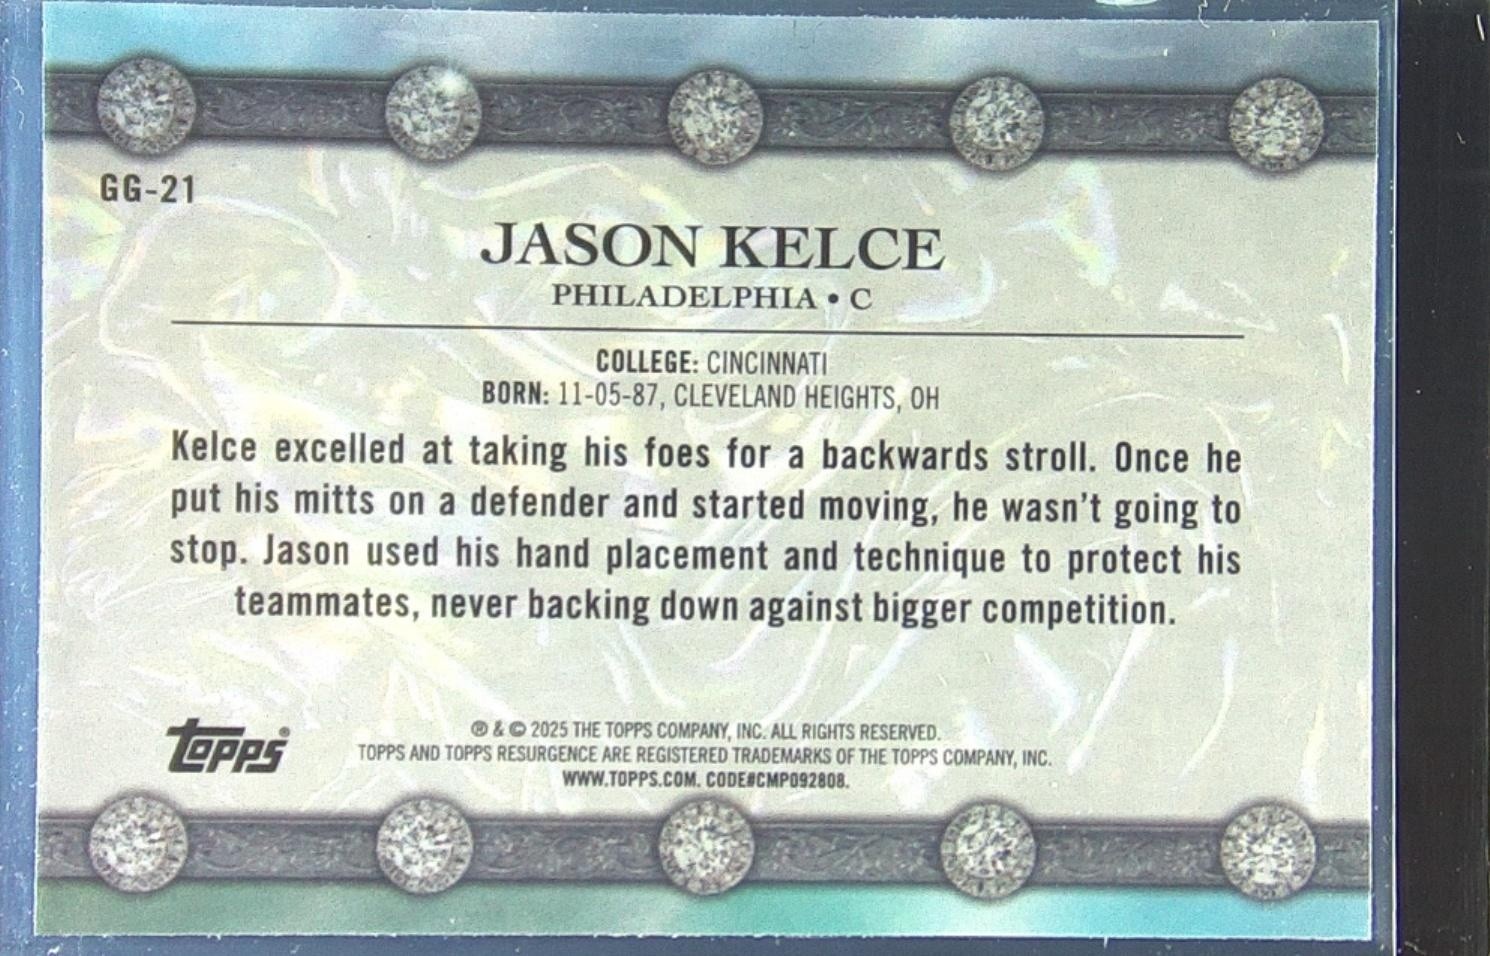 GG-21
JASON KELCE
PHILADELPHIA • C
COLLEGE: CINCINNATI
BORN: 11-05-87, CLEVELAND HEIGHTS, OH
Kelce excelled at taking his foes for a backwards stroll. Once he
put his mitts on a defender and started moving, he wasn't going to
stop. Jason used his hand placement and technique to protect his
teammates, never backing down against bigger competition.
topps®
® & © 2025 THE TOPPS COMPANY, INC. ALL RIGHTS RESERVED.
TOPPS AND TOPPS RESURGENCE ARE REGISTERED TRADEMARKS OF THE TOPPS COMPANY, INC.
WWW.TOPPS.COM. CODE#CMP092808.